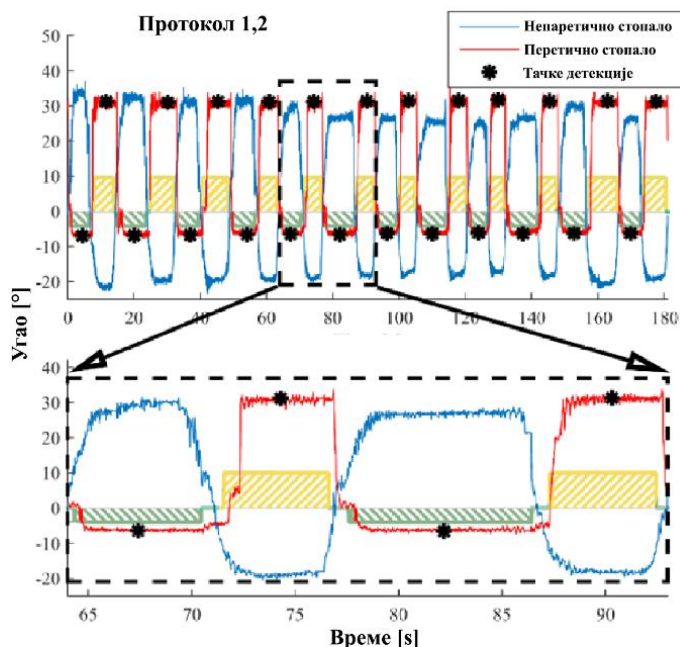 Протокол 1,2
Непаретично стопало
Перетично стопало
Тачке детекције
50
40
30
20
10
0
-10
-20
-30
0 20 40 60 80 100 120 140 160 180
Угао [°]
40
30
20
10
0
-10
-20
65 70 75 80 85 90
Време [s]